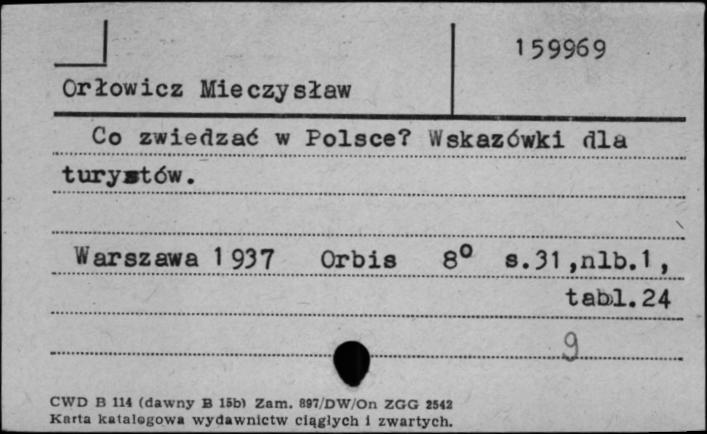 159969
Orłowicz Mieczysław
Co zwiedzać w Polsce? Wskazówki dla
turystów.
Warszawa 1937 Orbis 8° s.31,nlb.1,
tabl.24
9
CWD B 114 (dawny B 15b) Zam. 897/DW/On ZGG 2542
Karta katalogowa wydawnictw ciągłych i zwartych.